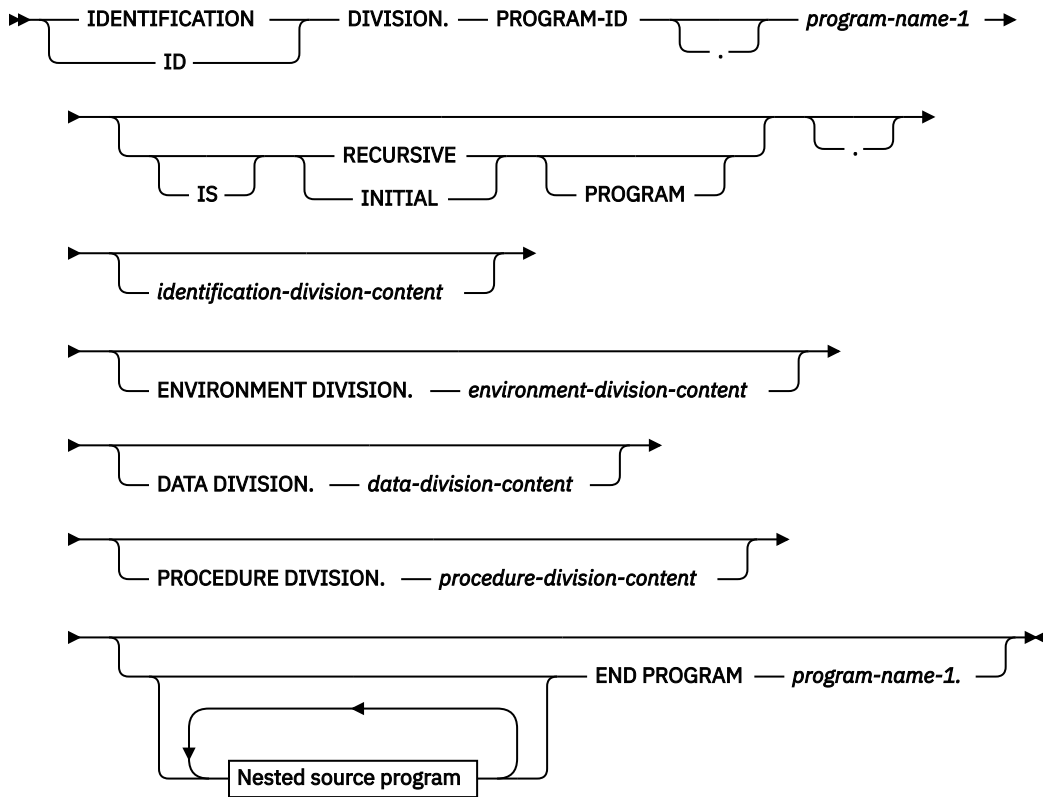 IDENTIFICATION DIVISION. PROGRAM-ID program-name-1
ID .
RECURSIVE .
IS INITIAL PROGRAM
identification-division-content
ENVIRONMENT DIVISION. environment-division-content
DATA DIVISION. data-division-content
PROCEDURE DIVISION. procedure-division-content
END PROGRAM program-name-1.
Nested source program